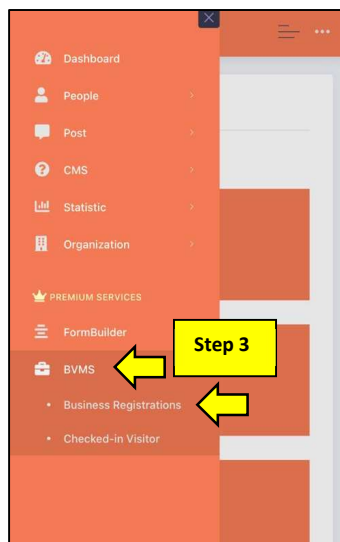 Dashboard
People
Post
CMS
Statistic
Organization
PREMIUM SERVICES
FormBuilder
Step 3
BVMS
• Business Registrations
• Checked-in Visitor